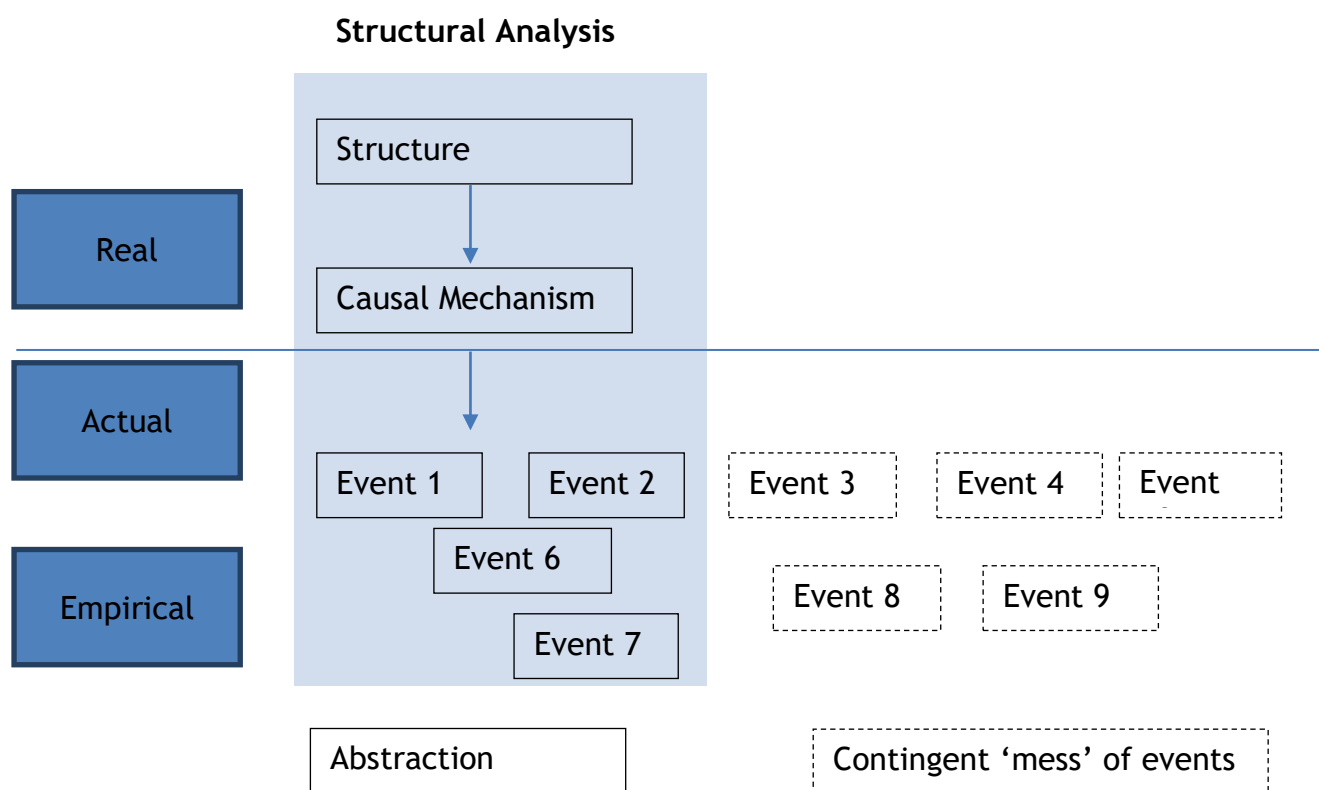 Structural Analysis
Structure
Real
Causal Mechanism
Actual
Event 1
Event 2
Event 3
Event 4
Event
Event 6
Empirical
Event 8
Event 9
Event 7
Abstraction
Contingent ‘mess’ of events